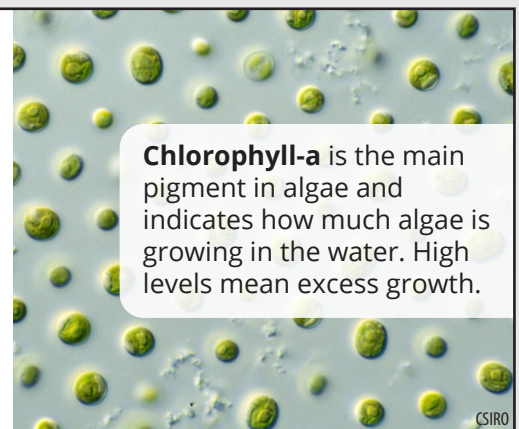 Chlorophyll-a is the main
pigment in algae and
indicates how much algae is
growing in the water. High
levels mean excess growth.
CSIRO